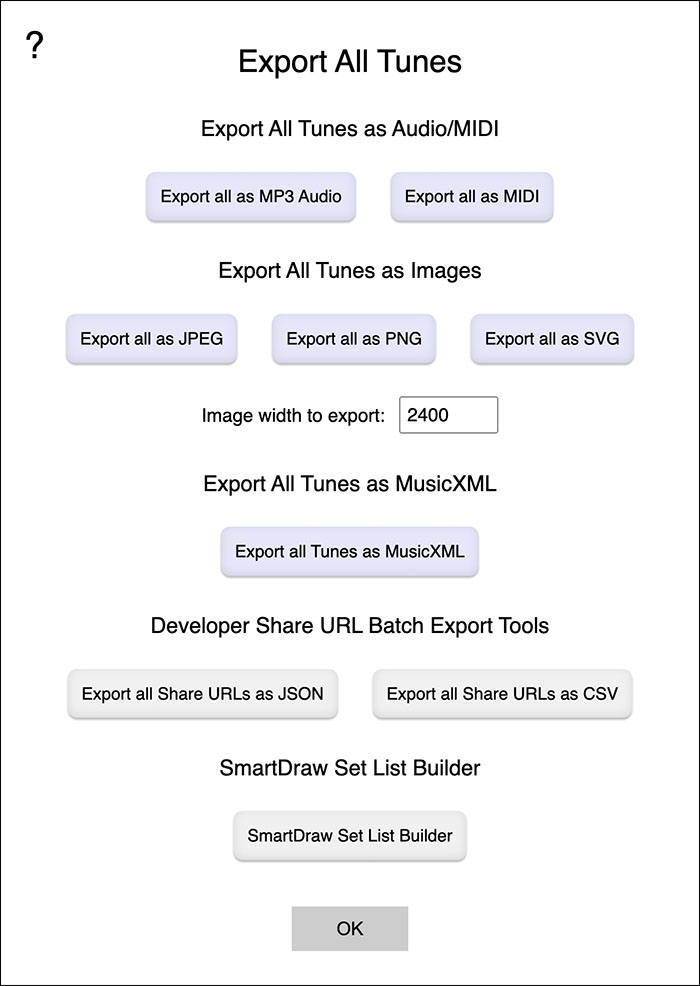 ?
Export All Tunes
Export All Tunes as Audio/MIDI
Export all as MP3 Audio
Export all as MIDI
Export All Tunes as Images
Export all as JPEG
Export all as PNG
Export all as SVG
Image width to export: 2400
Export All Tunes as MusicXML
Export all Tunes as MusicXML
Developer Share URL Batch Export Tools
Export all Share URLs as JSON
Export all Share URLs as CSV
SmartDraw Set List Builder
SmartDraw Set List Builder
OK